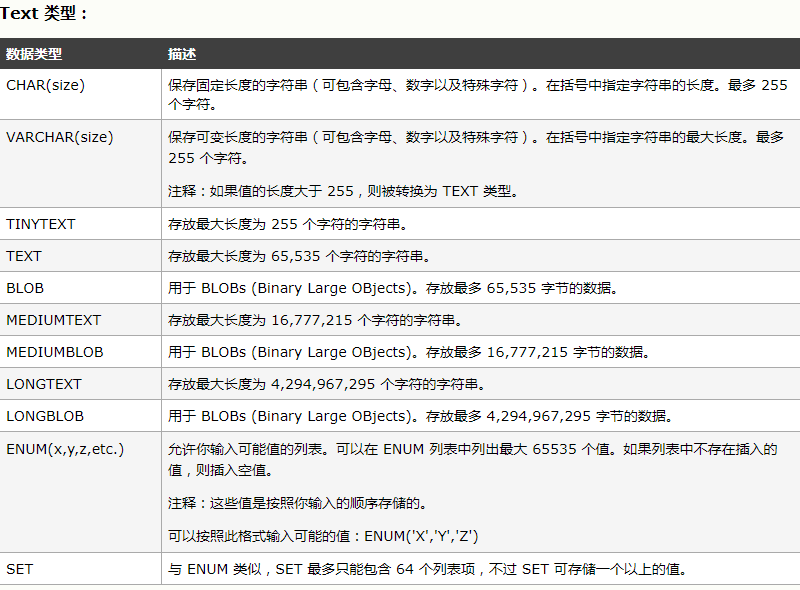 Text 类型：
数据类型 描述
CHAR(size) 保存固定长度的字符串（可包含字母、数字以及特殊字符）。在括号中指定字符串的长度。最多 255
个字符。
VARCHAR(size) 保存可变长度的字符串（可包含字母、数字以及特殊字符）。在括号中指定字符串的最大长度。最多
255 个字符。
注释：如果值的长度大于 255，则被转换为 TEXT 类型。
TINYTEXT 存放最大长度为 255 个字符的字符串。
TEXT 存放最大长度为 65,535 个字符的字符串。
BLOB 用于 BLOBs (Binary Large OBjects)。存放最多 65,535 字节的数据。
MEDIUMTEXT 存放最大长度为 16,777,215 个字符的字符串。
MEDIUMBLOB 用于 BLOBs (Binary Large OBjects)。存放最多 16,777,215 字节的数据。
LONGTEXT 存放最大长度为 4,294,967,295 个字符的字符串。
LONGBLOB 用于 BLOBs (Binary Large OBjects)。存放最多 4,294,967,295 字节的数据。
ENUM(x,y,z,etc.) 允许你输入可能值的列表。可以在 ENUM 列表中列出最大 65535 个值。如果列表中不存在插入的
值，则插入空值。
注释：这些值是按照你输入的顺序存储的。
可以按照此格式输入可能的值：ENUM('X','Y','Z')
SET 与 ENUM 类似，SET 最多只能包含 64 个列表项，不过 SET 可存储一个以上的值。